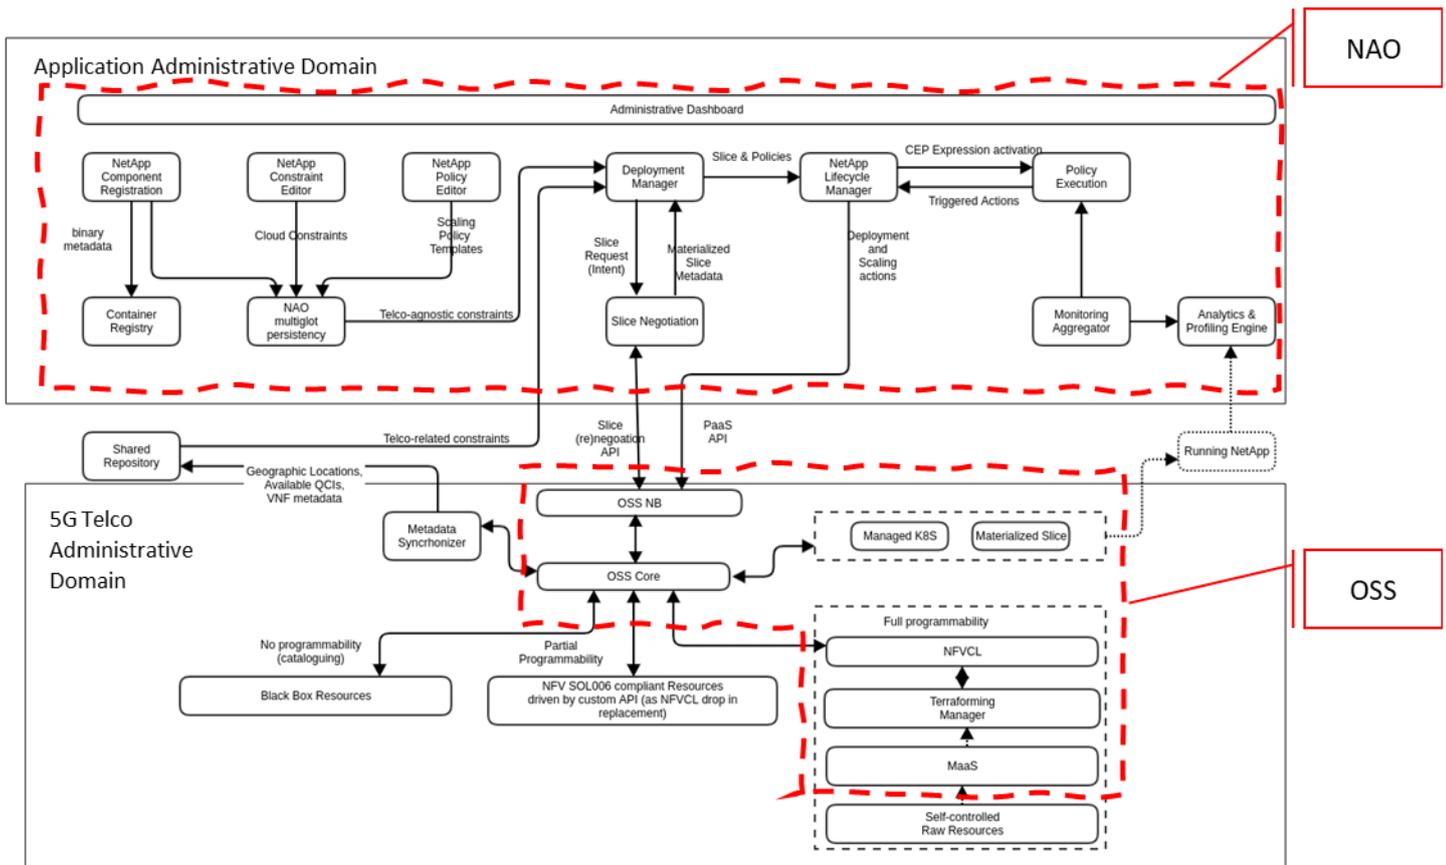 NAO
Application Administrative Domain
Administrative Dashboard
NetApp
Component
Registration
NetApp
Constraint
Editor
NetApp
Policy
Editor
Deployment
Manager
Slice & Policies
NetApp
Lifecycle
Manager
CEP Expression activation
Triggered Actions
Policy
Execution
binary
metadata
Cloud Constraints
Scaling
Policy
Templates
Slice
Request
(Intent)
Materialized
Slice
Metadata
Deployment
and
Scaling
actions
Container
Registry
NAO
multiglot
persistency
Telco-agnostic constraints
Slice Negotiation
Monitoring
Aggregator
Analytics &
Profiling Engine
Shared
Repository
Telco-related constraints
Slice
(re)negoation
API
PaaS
API
Running NetApp
Geographic Locations,
Available QCIs,
VNF metadata
5G Telco
Administrative
Domain
Metadata
Syncrhonizer
OSS NB
Managed K8S
Materialized Slice
OSS Core
OSS
Full programmability
No programmability
(cataloguing)
Partial
Programmability
NFVCL
Black Box Resources
NFV SOL006 compliant Resources
driven by custom API (as NFVCL drop in
replacement)
Terraforming
Manager
MaaS
Self-controlled
Raw Resources